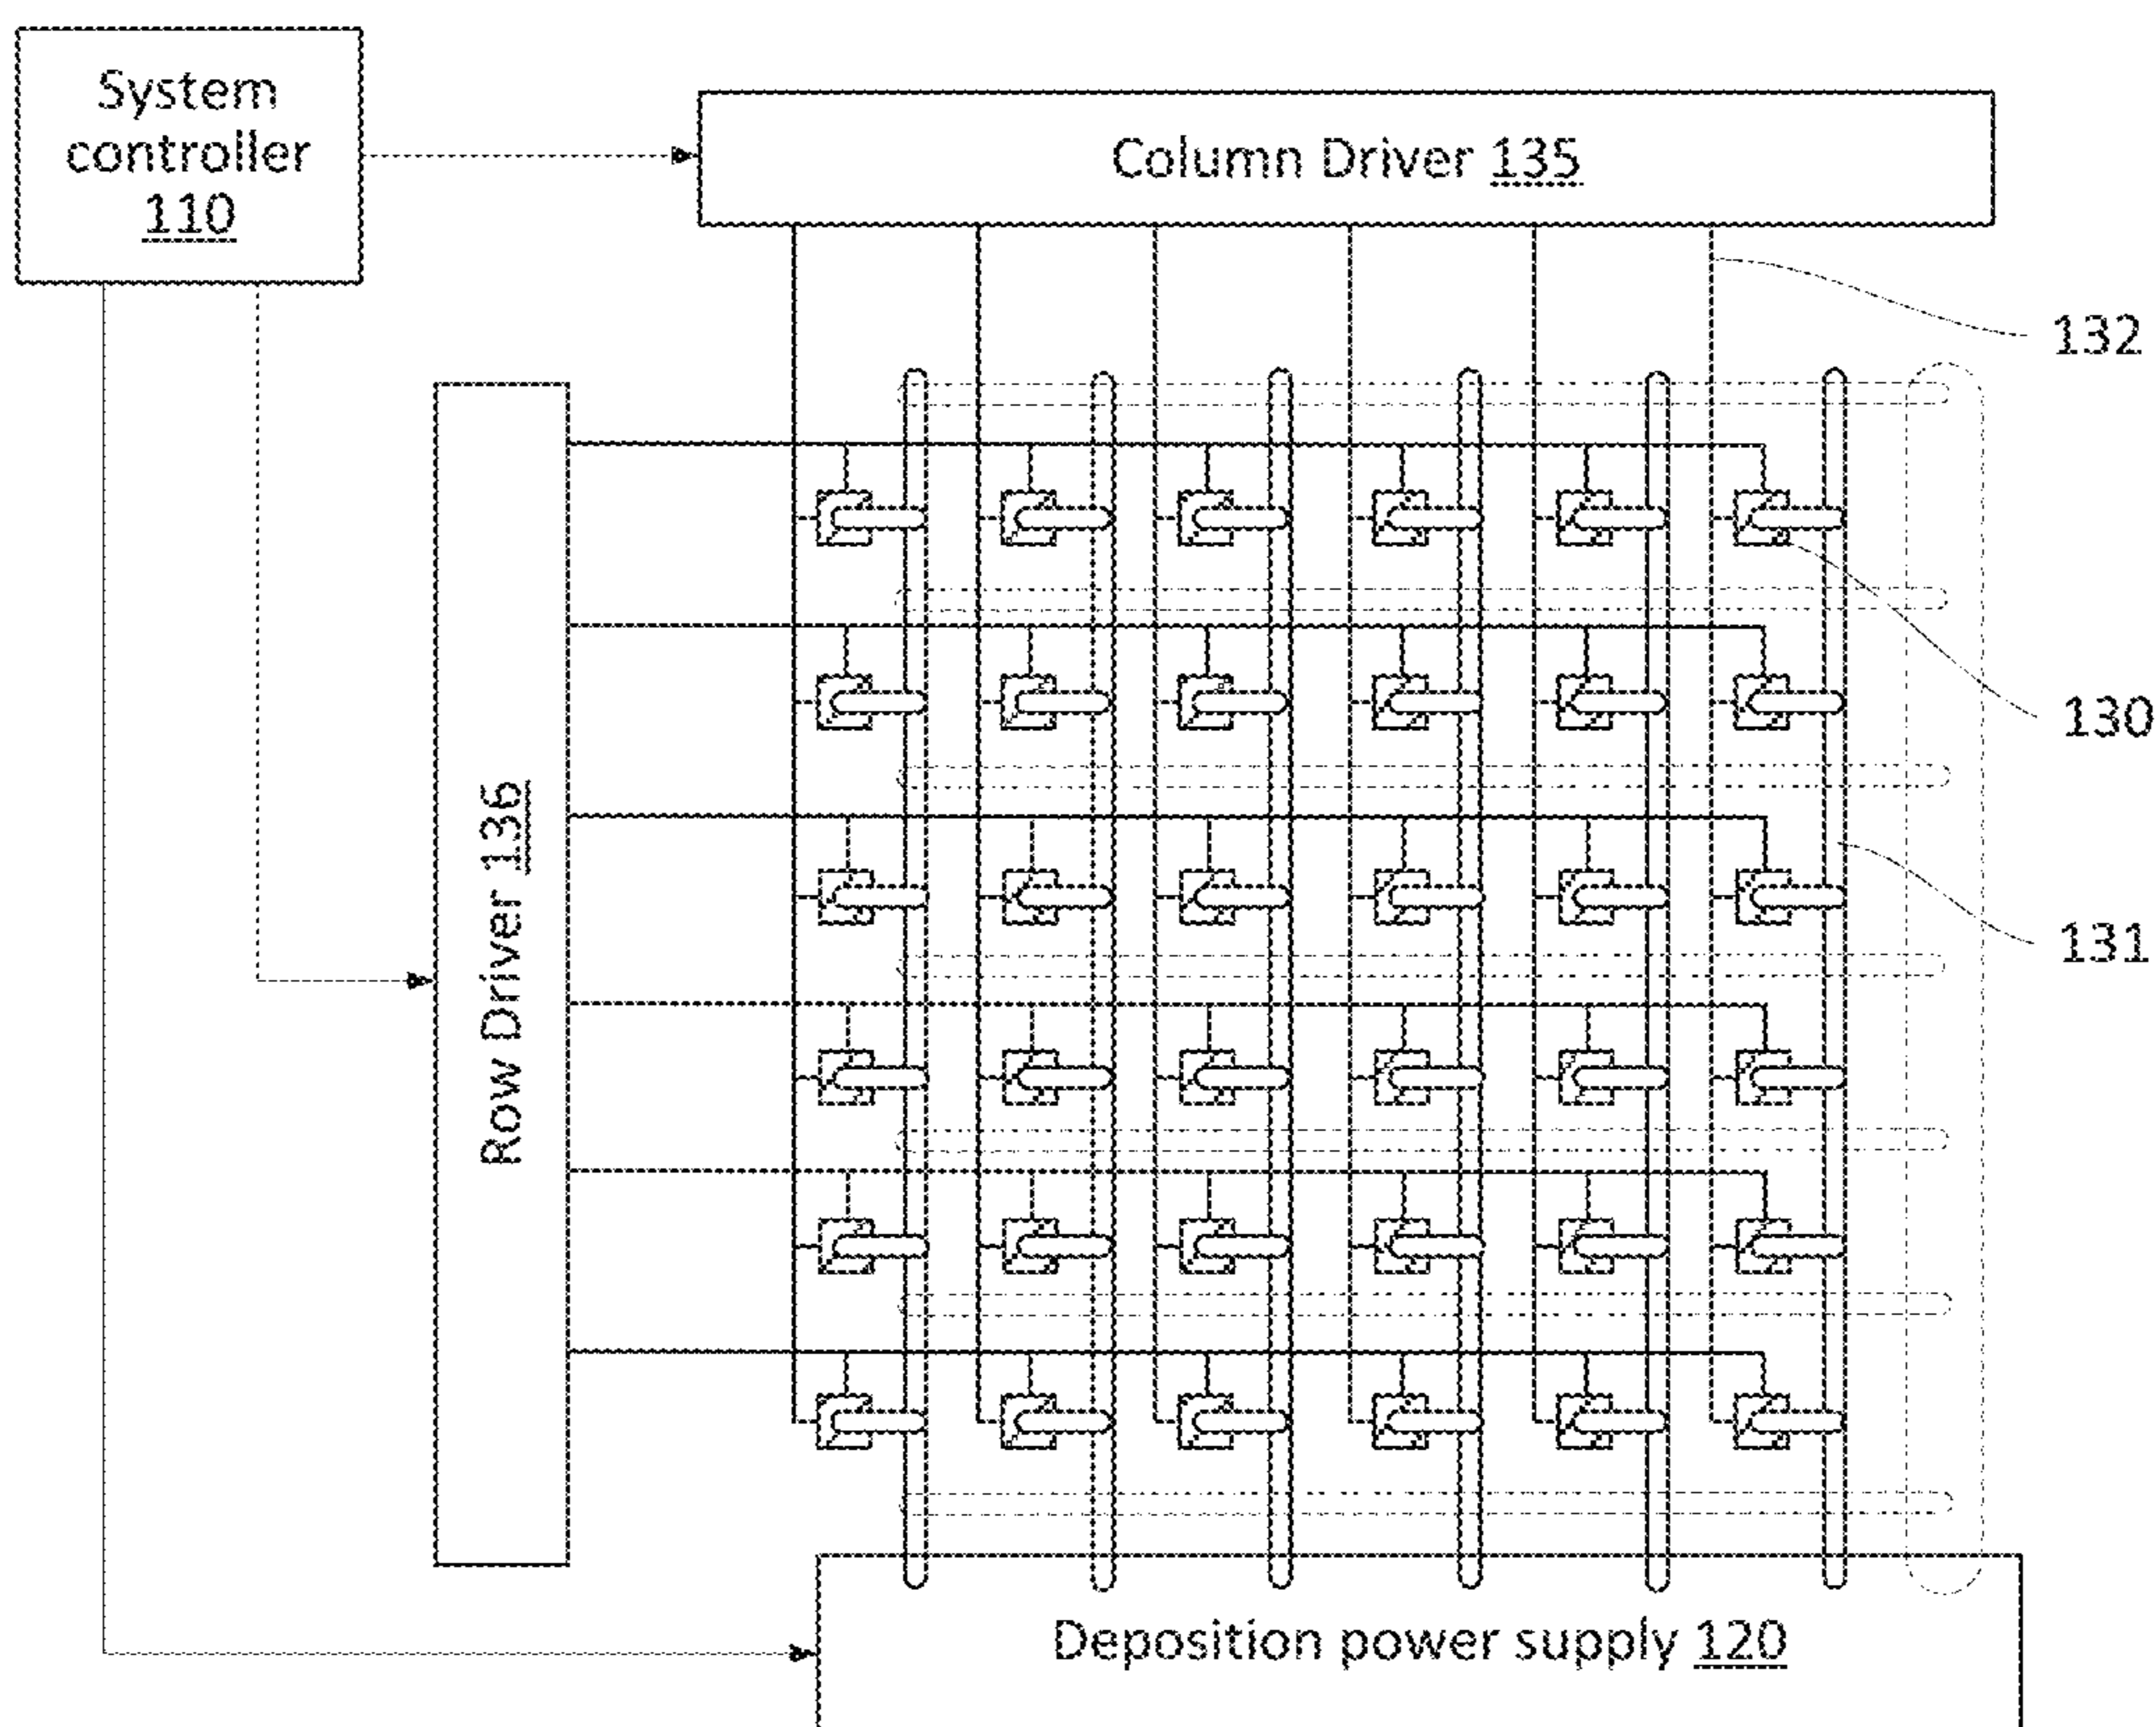 System
controller
110
Column Driver 135
132
130
131
Row Driver 136
Deposition power supply 120